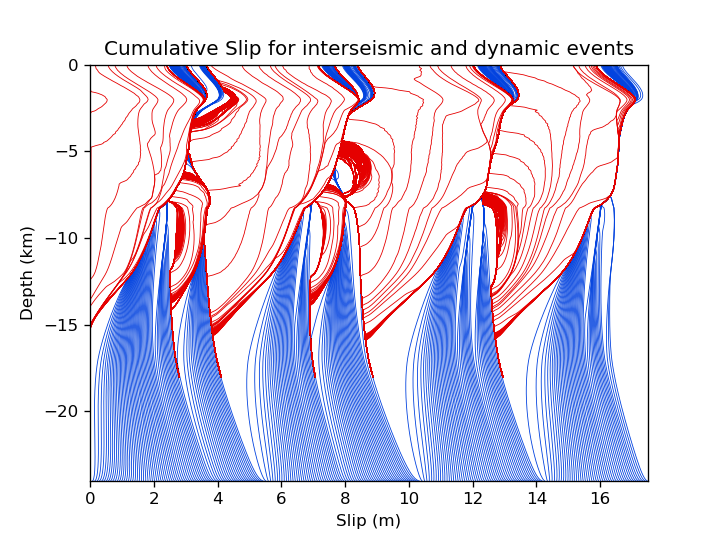 Cumulative Slip for interseismic and dynamic events
0
−5
−10
−15
−20
Depth (km)
0 2 4 6 8 10 12 14 16
Slip (m)